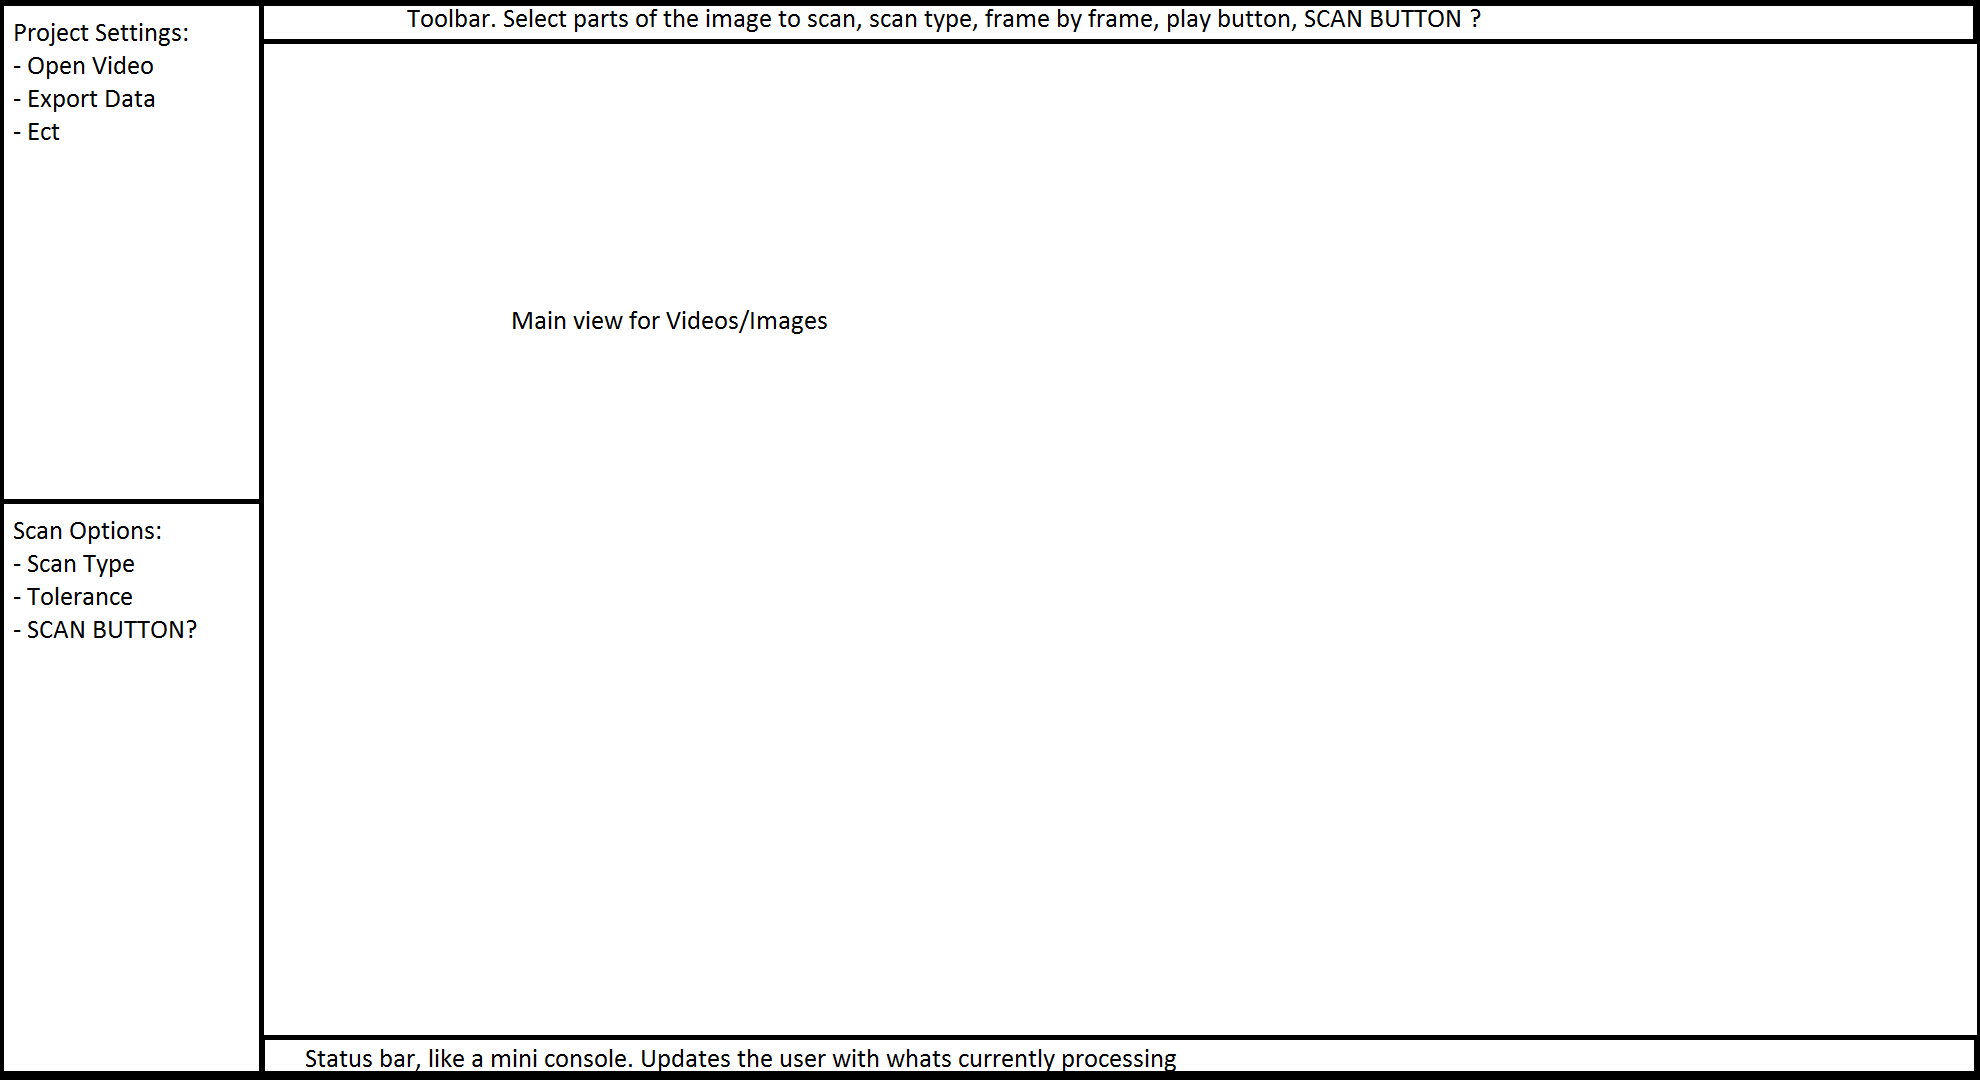 Project Settings:
- Open Video
- Export Data
- Ect
Toolbar. Select parts of the image to scan, scan type, frame by frame, play button, SCAN BUTTON ?
Main view for Videos/Images
Scan Options:
- Scan Type
- Tolerance
- SCAN BUTTON?
Status bar, like a mini console. Updates the user with whats currently processing